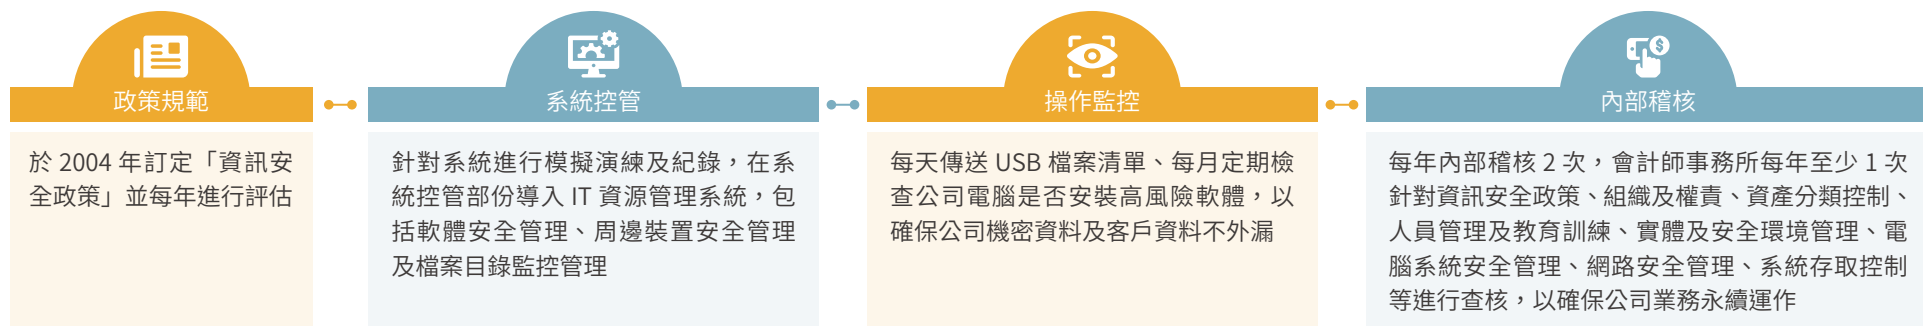 政策規範
於 2004 年訂定「資訊安
全政策」並每年進行評估
系統控管
針對系統進行模擬演練及紀錄，在系
統控管部份導入 IT 資源管理系統，包
括軟體安全管理、周邊裝置安全管理
及檔案目錄監控管理
操作監控
每天傳送 USB 檔案清單、每月定期檢
查公司電腦是否安裝高風險軟體，以
確保公司機密資料及客戶資料不外漏
內部稽核
每年內部稽核 2 次，會計師事務所每年至少 1 次
針對資訊安全政策、組織及權責、資產分類控制、
人員管理及教育訓練、實體及安全環境管理、電
腦系統安全管理、網路安全管理、系統存取控制
等進行查核，以確保公司業務永續運作